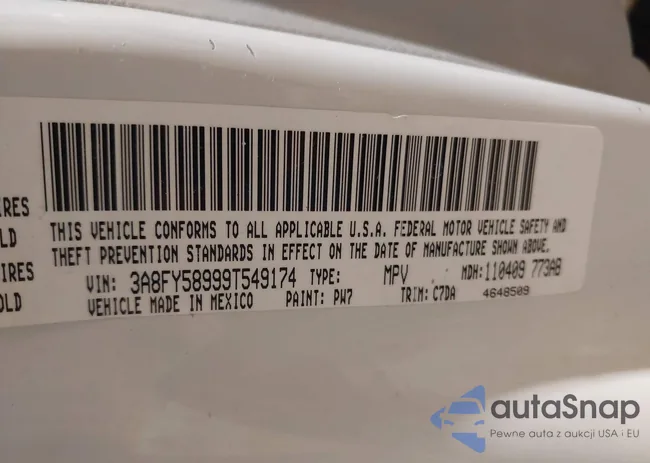 IRES
OLD
IRES
OLD
THIS VEHICLE CONFORMS TO ALL APPLICABLE U.S.A. FEDERAL MOTOR VEHICLE SAFETY AND
THEFT PREVENTION STANDARDS IN EFFECT ON THE DATE OF MANUFACTURE SHOWN ABOVE.
VIN: 3A8FY58999T549174 TYPE: MPV MDH: 110409 773AB
VEHICLE MADE IN MEXICO PAINT: PW7 TRIM: C7DA 4648509
autaSnap
Pewne auta z aukcji USA i EU